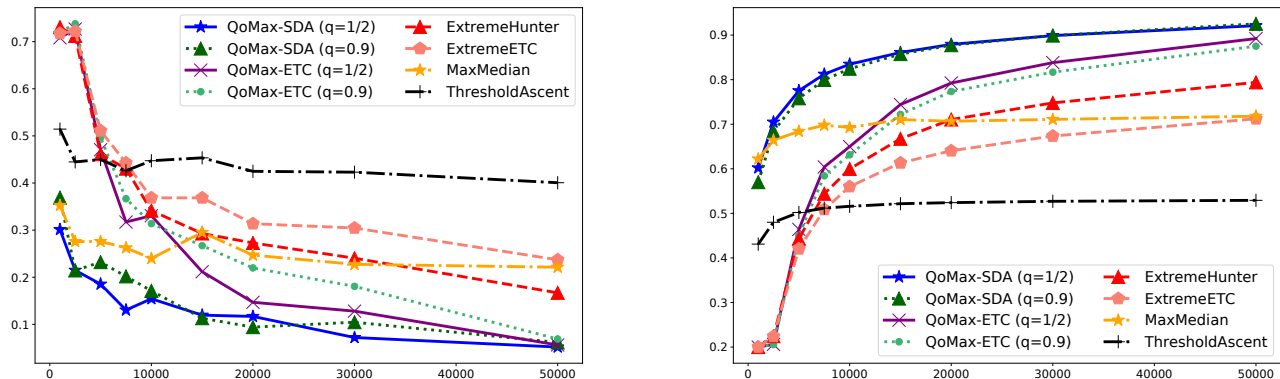 0.7
0.6
0.5
0.4
0.3
0.2
0.1
0
10000
20000
30000
40000
50000
QoMax-SDA (q=1/2)
QoMax-SDA (q=0.9)
QoMax-ETC (q=1/2)
QoMax-ETC (q=0.9)
ExtremeHunter
ExtremeETC
MaxMedian
ThresholdAscent
0.9
0.8
0.7
0.6
0.5
0.4
0.3
0.2
0
10000
20000
30000
40000
50000
QoMax-SDA (q=1/2)
QoMax-SDA (q=0.9)
QoMax-ETC (q=1/2)
QoMax-ETC (q=0.9)
ExtremeHunter
ExtremeETC
MaxMedian
ThresholdAscent